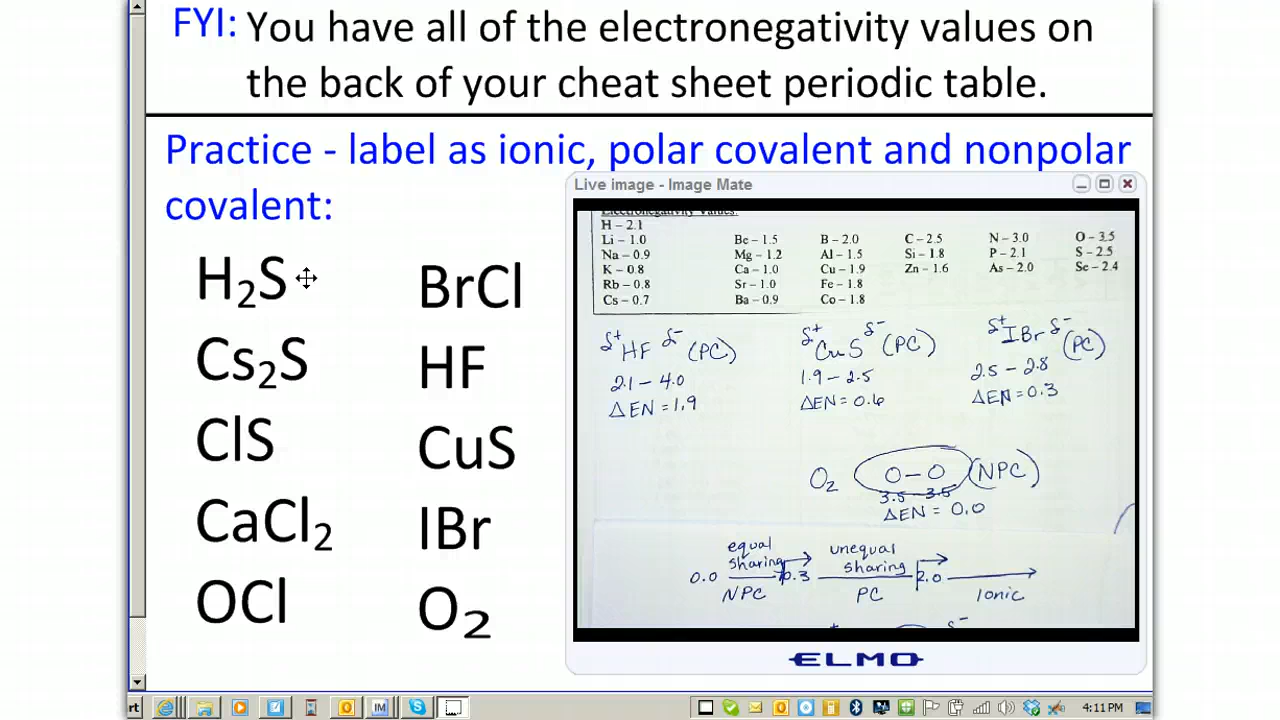 FYI: You have all of the electronegativity values on
the back of your cheat sheet periodic table.
Practice - label as ionic, polar covalent and nonpolar
covalent:
H₂S
Cs₂S
ClS
CaCl₂
OCl
BrCl
HF
CuS
IBr
O₂
Live image - Image Mate
Electronegativity Values:
H – 2.1
Li – 1.0 Be – 1.5 B – 2.0 C – 2.5 N – 3.0 O – 3.5
Na – 0.9 Mg – 1.2 Al – 1.5 Si – 1.8 P – 2.1 S – 2.5
K – 0.8 Ca – 1.0 Cu – 1.9 Zn – 1.6 As – 2.0 Se – 2.4
Rb – 0.8 Sr – 1.0 Fe – 1.8
Cs – 0.7 Ba – 0.9 Co – 1.8
δ⁺ HF δ⁻ (PC)
2.1 – 4.0
ΔEN = 1.9
δ⁺ CuS δ⁻ (PC)
1.9 – 2.5
ΔEN = 0.6
δ⁺ IBr δ⁻ (PC)
2.5 – 2.8
ΔEN = 0.3
O₂ O – O (NPC)
3.5 – 3.5
ΔEN = 0.0
equal unequal
sharing sharing
0.0 0.3 2.0
NPC PC Ionic
ELMO
rt IM 4:11 PM